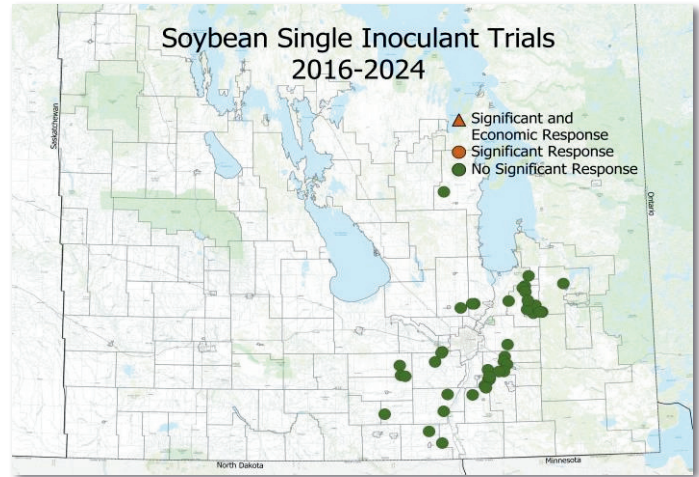 Soybean Single Inoculant Trials
2016-2024
Significant and
Economic Response
Significant Response
No Significant Response
Saskatchewan
Ontario
North Dakota
Minnesota